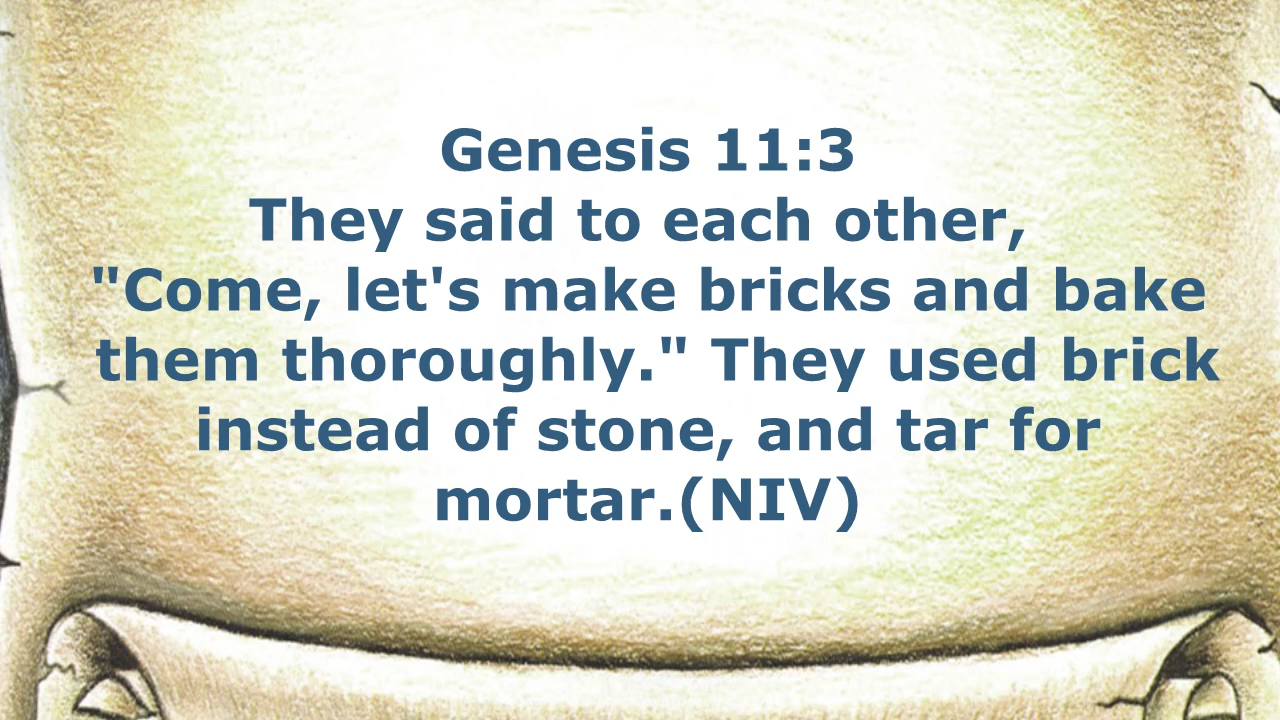 Genesis 11:3
They said to each other,
"Come, let's make bricks and bake
them thoroughly." They used brick
instead of stone, and tar for
mortar.(NIV)